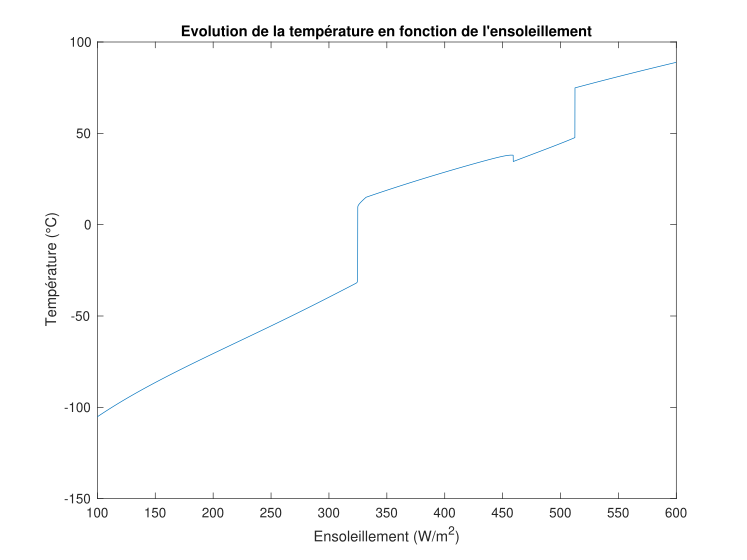 Evolution de la température en fonction de l'ensoleillement
100
50
0
-50
-100
-150
Température (°C)
100 150 200 250 300 350 400 450 500 550 600
Ensoleillement (W/m²)